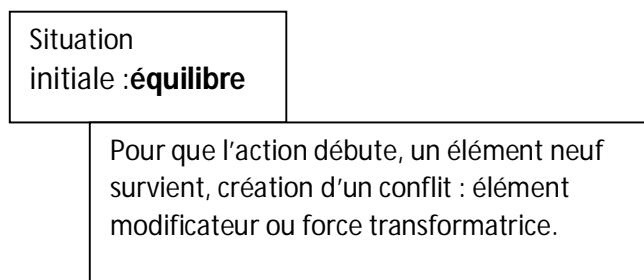 Situation
initiale :équilibre
Pour que l'action débute, un élément neuf
survient, création d'un conflit : élément
modificateur ou force transformatrice.